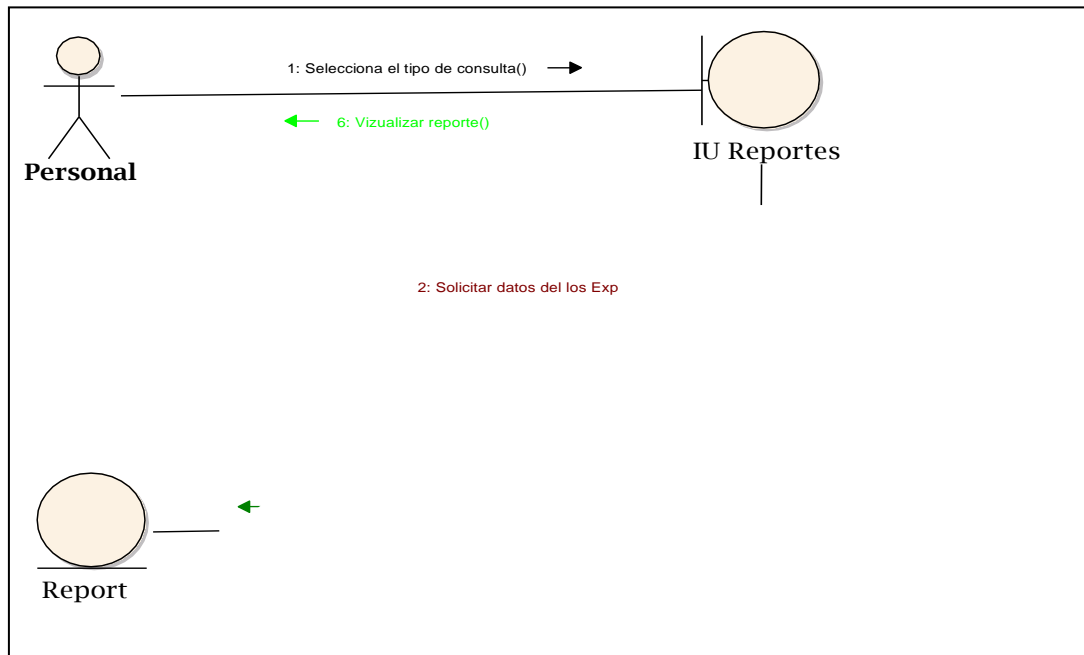 1: Selecciona el tipo de consulta()
6: Vizualizar reporte()
Personal
IU Reportes
2: Solicitar datos del los Exp
Report